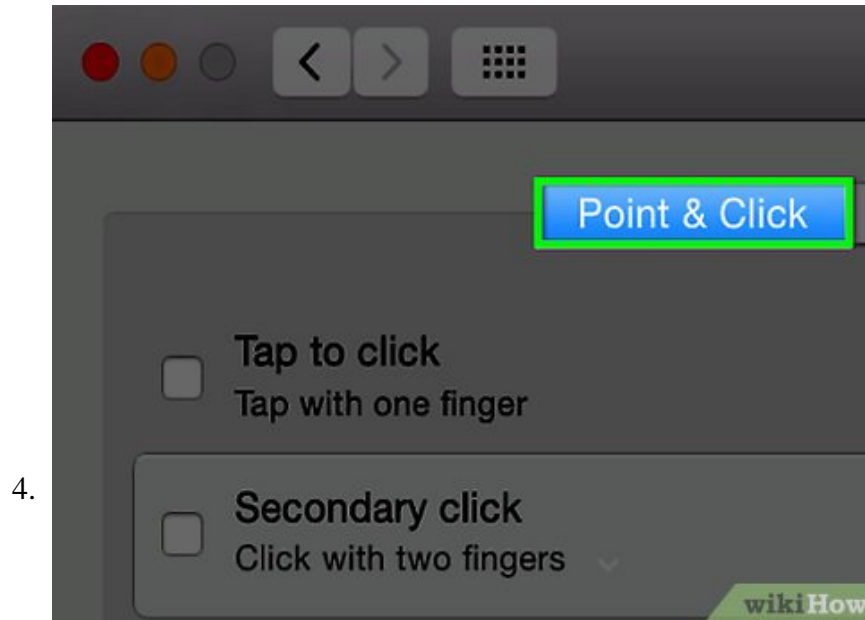 Point & Click
Tap to click
Tap with one finger
4.
Secondary click
Click with two fingers
wikiHow